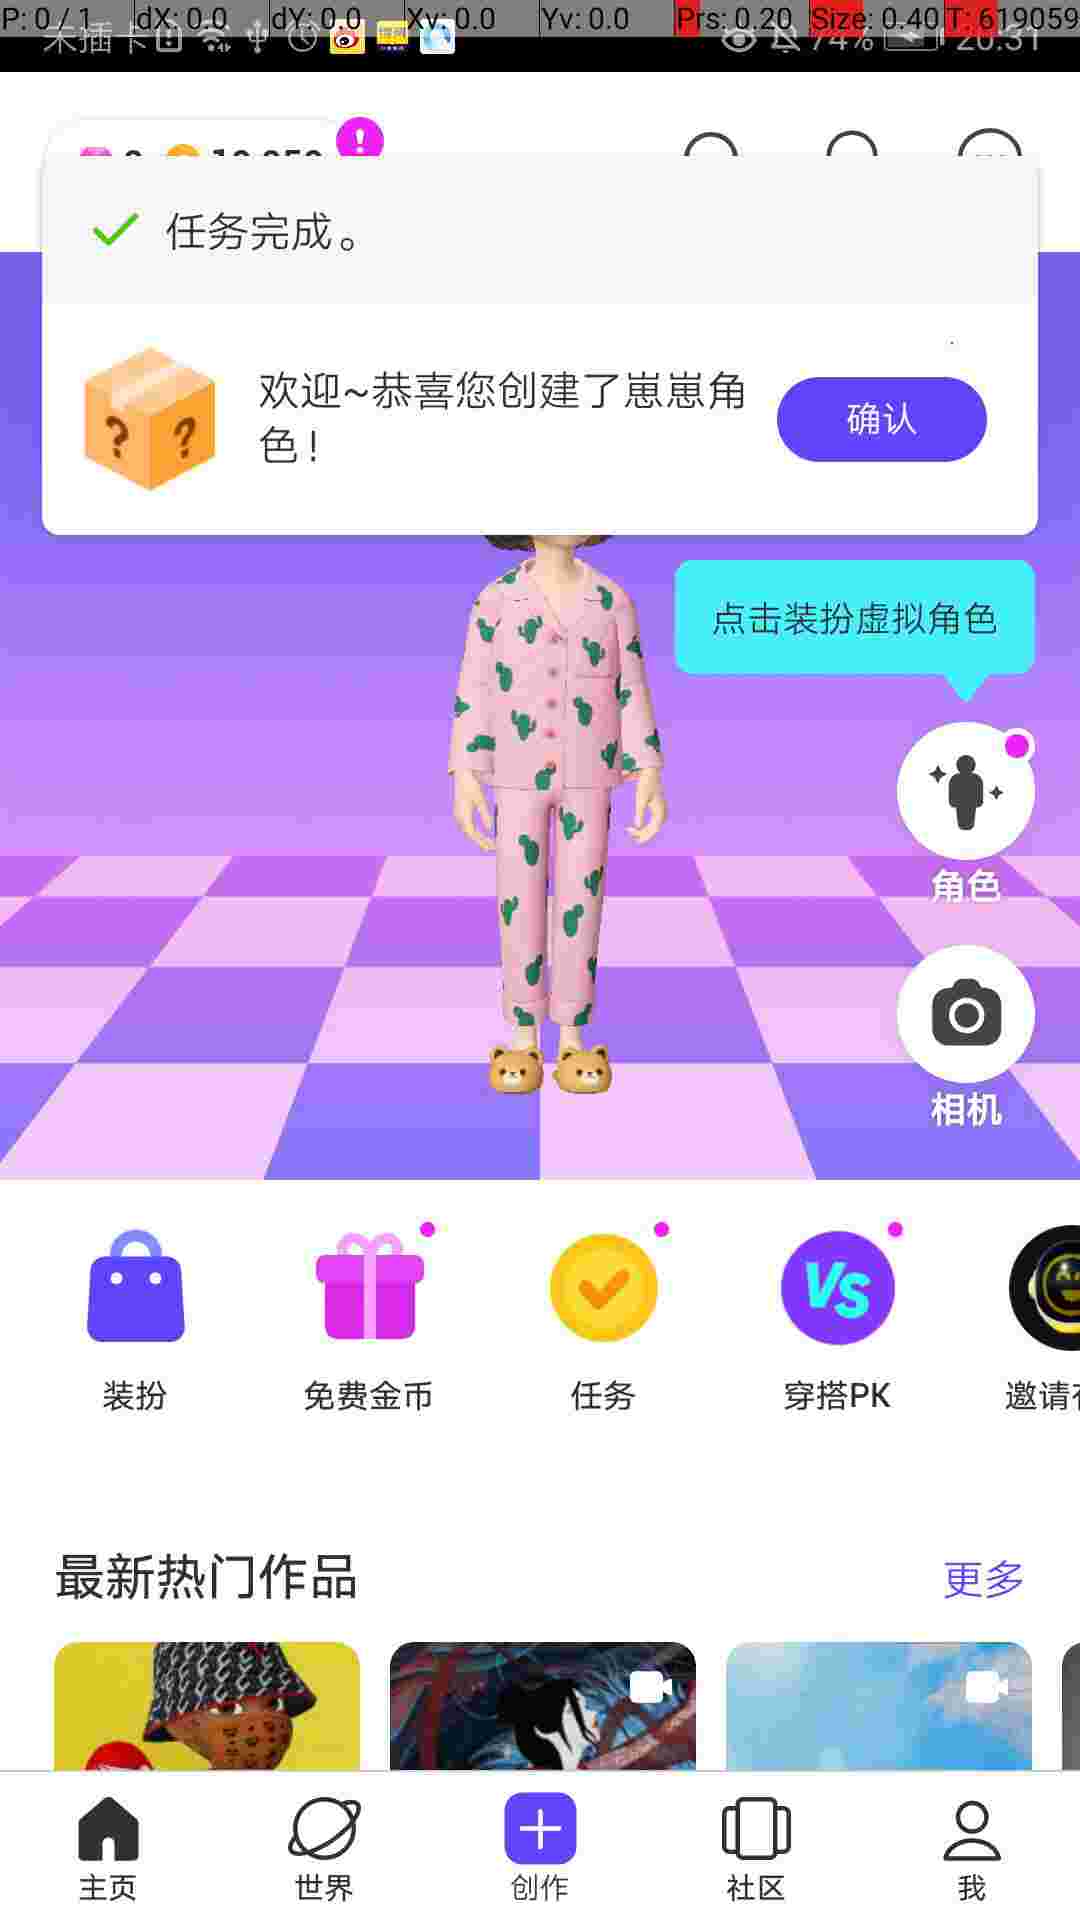 P: 0 / 1 dX: 0.0 dY: 0.0 Xv: 0.0 Yv: 0.0 Prs: 0.20 Size: 0.40 T: 619059
未插卡 74% 20:31
任务完成。
欢迎~恭喜您创建了崽崽角
色!
确认
点击装扮虚拟角色
角色
相机
装扮 免费金币 任务 穿搭PK 邀请
最新热门作品 更多
主页 世界 创作 社区 我